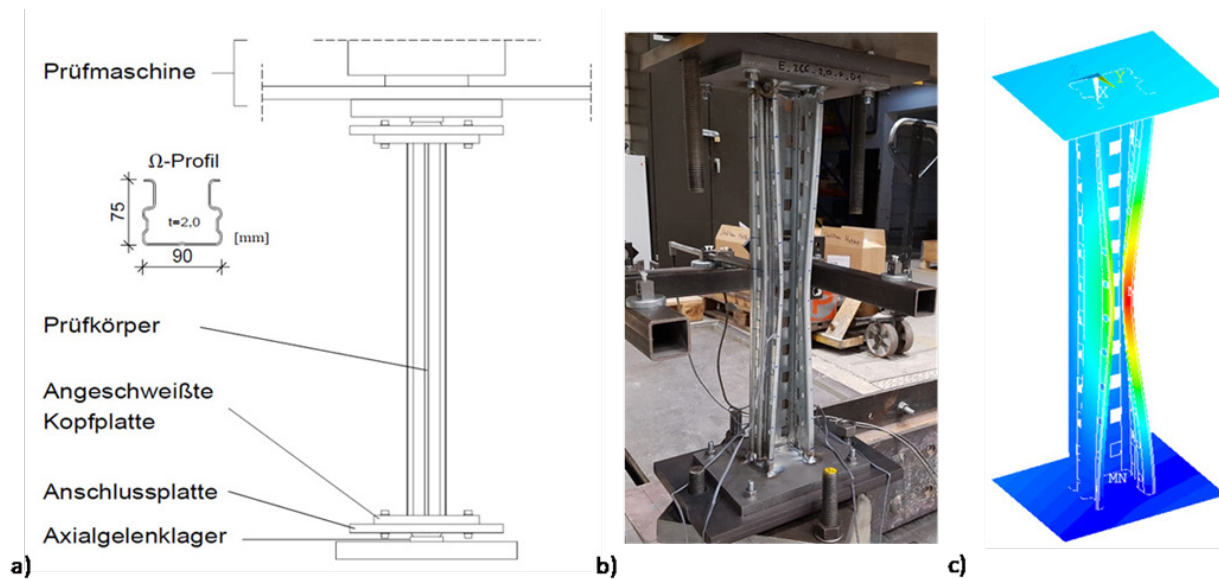 Prüfmaschine
Ω-Profil
75
t=2,0
[mm]
90
Prüfkörper
Angeschweißte
Kopfplatte
Anschlussplatte
Axialgelenklager
a)
b)
Y
MN
c)